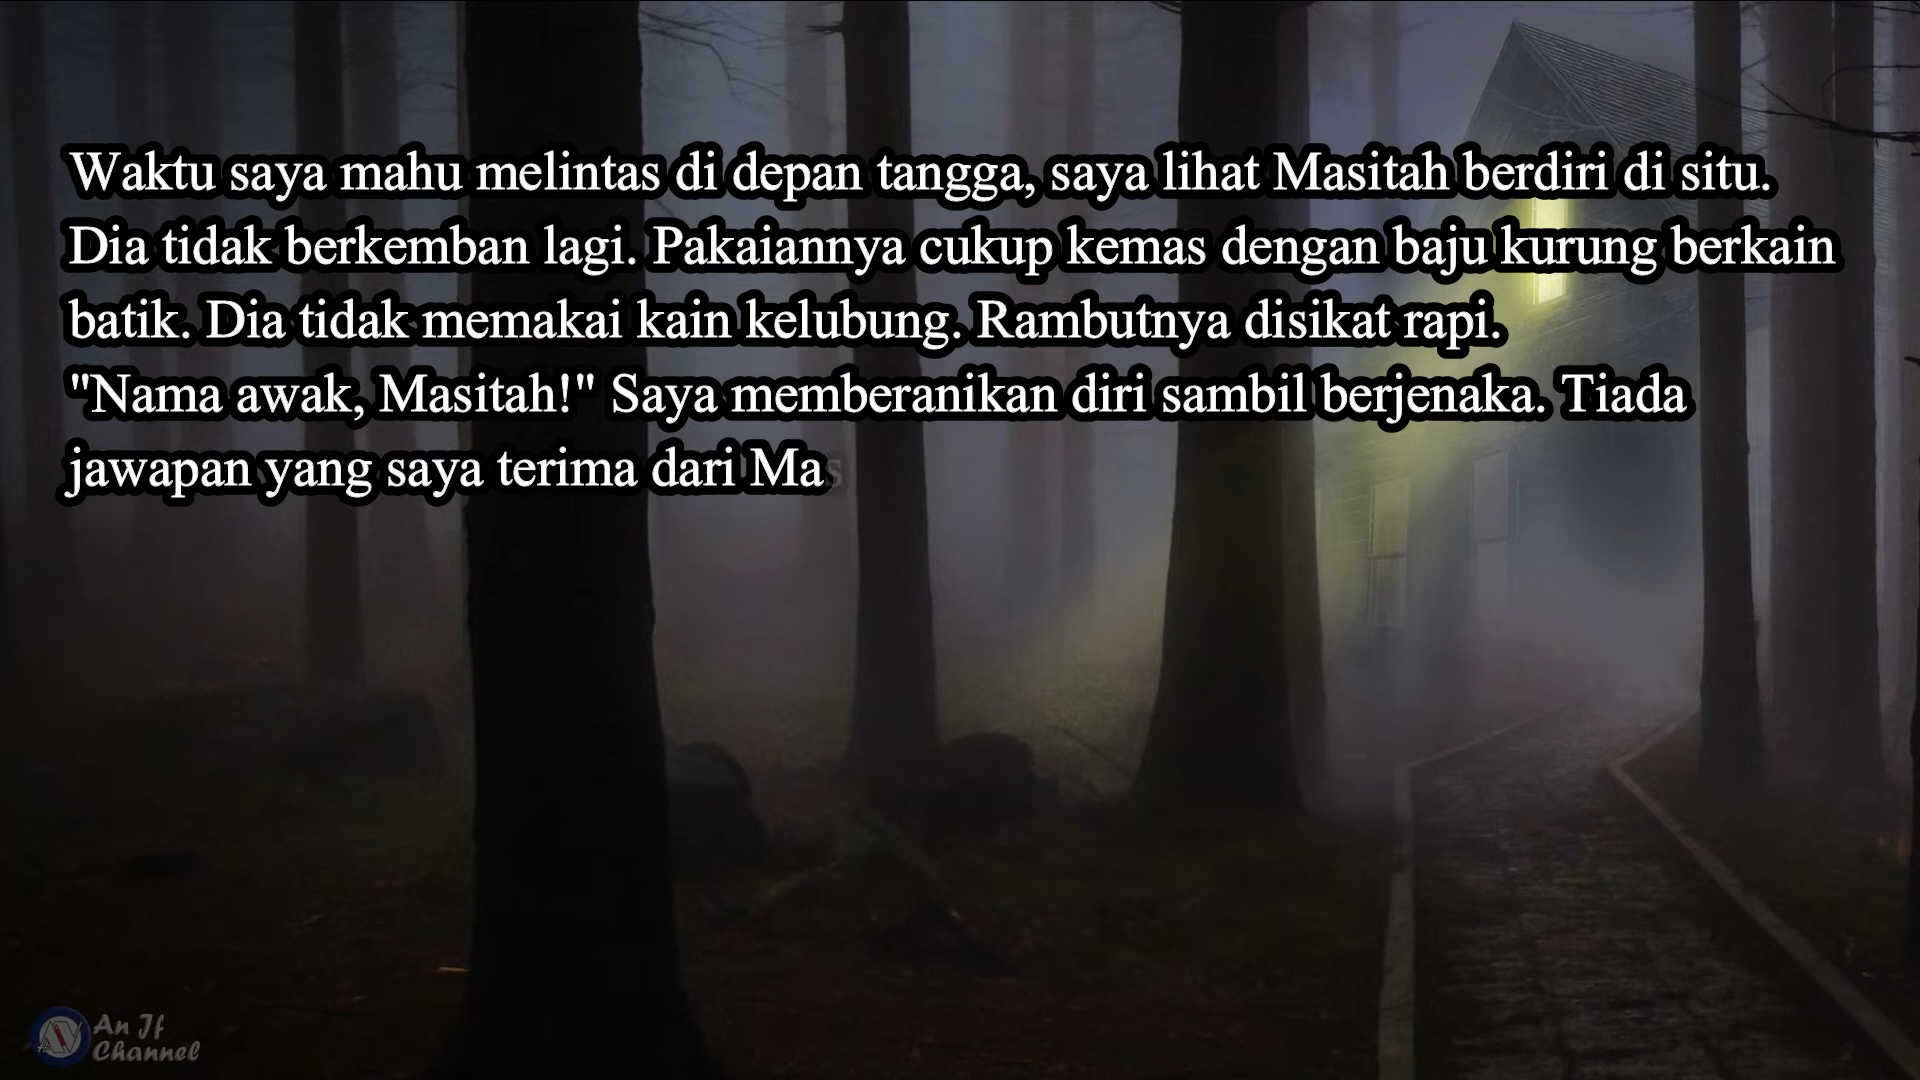 Waktu saya mahu melintas di depan tangga, saya lihat Masitah berdiri di situ.
Dia tidak berkemban lagi. Pakaiannya cukup kemas dengan baju kurung berkain
batik. Dia tidak memakai kain kelubung. Rambutnya disikat rapi.
"Nama awak, Masitah!" Saya memberanikan diri sambil berjenaka. Tiada
jawapan yang saya terima dari Mas
An Jf
Channel